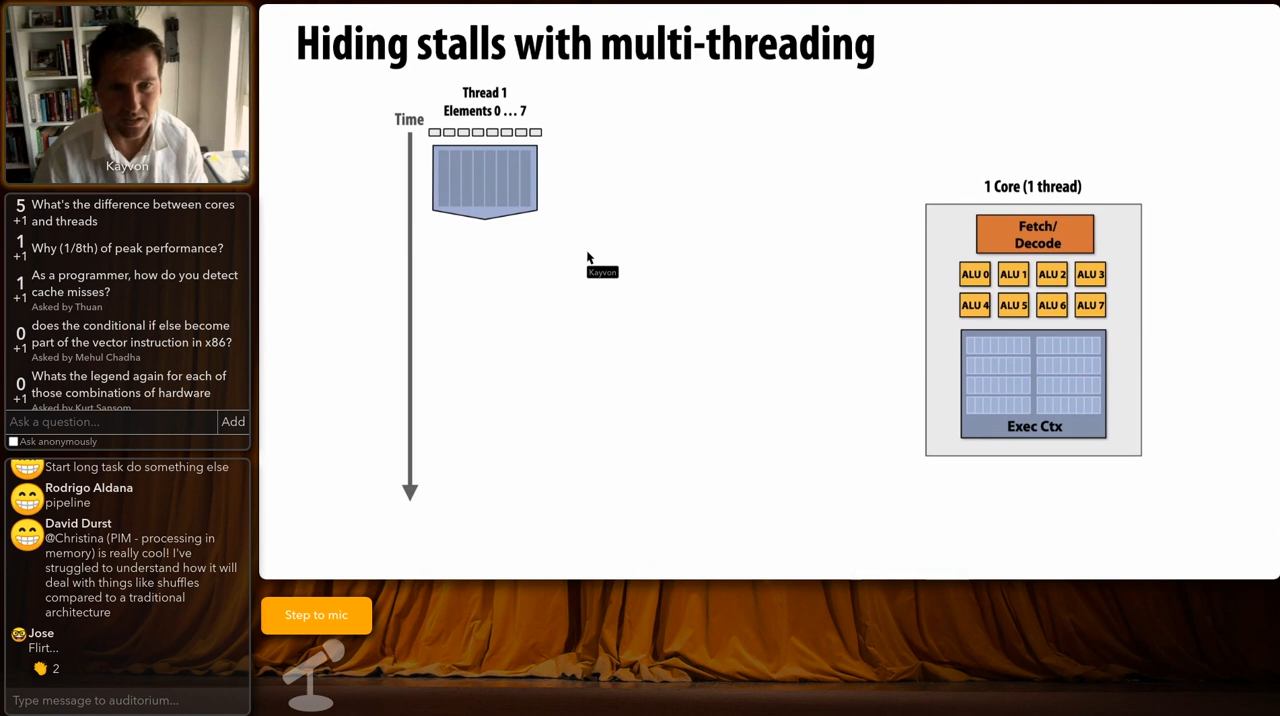 Kayvon
5
+1
What's the difference between cores
and threads
1
+1
Why (1/8th) of peak performance?
1
+1
As a programmer, how do you detect
cache misses?
Asked by Thuan
0
+1
does the conditional if else become
part of the vector instruction in x86?
Asked by Mehul Chadha
0
+1
Whats the legend again for each of
those combinations of hardware
Asked by Kurt Sansom
Ask a question...
Add
Ask anonymously
Start long task do something else
Rodrigo Aldana
pipeline
David Durst
@Christina (PIM - processing in
memory) is really cool! I've
struggled to understand how it will
deal with things like shuffles
compared to a traditional
architecture
Jose
Flirt...
2
Type message to auditorium...
Hiding stalls with multi-threading
Thread 1
Elements 0 … 7
Time
Kayvon
1 Core (1 thread)
Fetch/
Decode
ALU 0 ALU 1 ALU 2 ALU 3
ALU 4 ALU 5 ALU 6 ALU 7
Exec Ctx
Step to mic